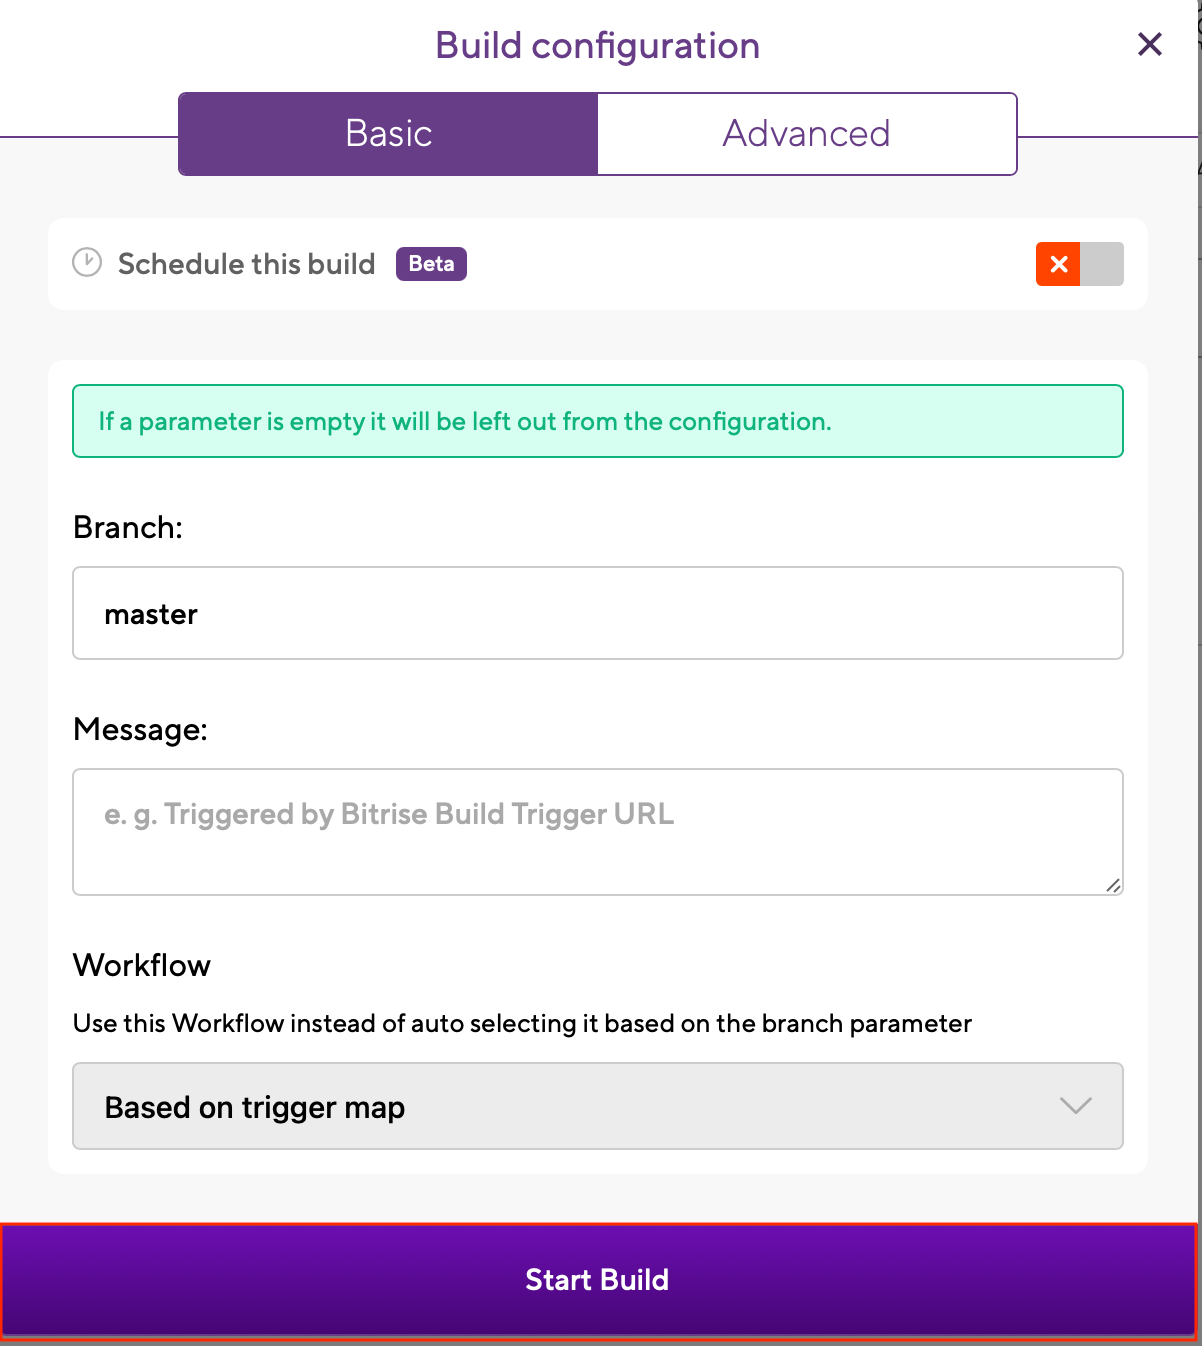 Build configuration
Basic
Advanced
Schedule this build Beta
If a parameter is empty it will be left out from the configuration.
Branch:
master
Message:
e. g. Triggered by Bitrise Build Trigger URL
Workflow
Use this Workflow instead of auto selecting it based on the branch parameter
Based on trigger map
Start Build